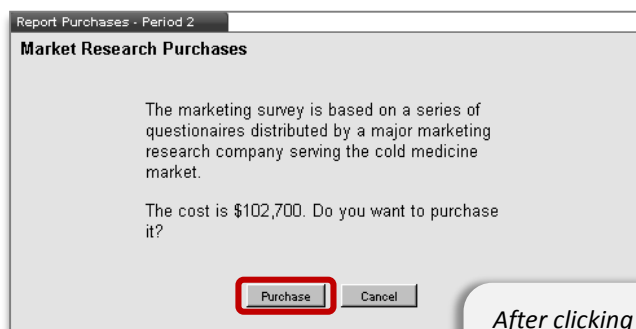 Report Purchases - Period 2
Market Research Purchases
The marketing survey is based on a series of
questionaires distributed by a major marketing
research company serving the cold medicine
market.
The cost is $102,700. Do you want to purchase
it?
Purchase
Cancel
After clicking